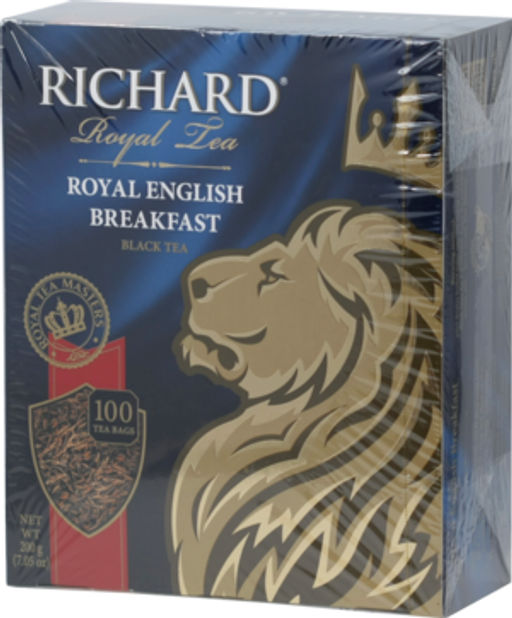 RICHARD®
Royal Tea
ROYAL ENGLISH
BREAKFAST
BLACK TEA
ROYAL TEA MASTERS
100
TEA BAGS
NET
WT
200 g
(7.05 oz)
Breakfast